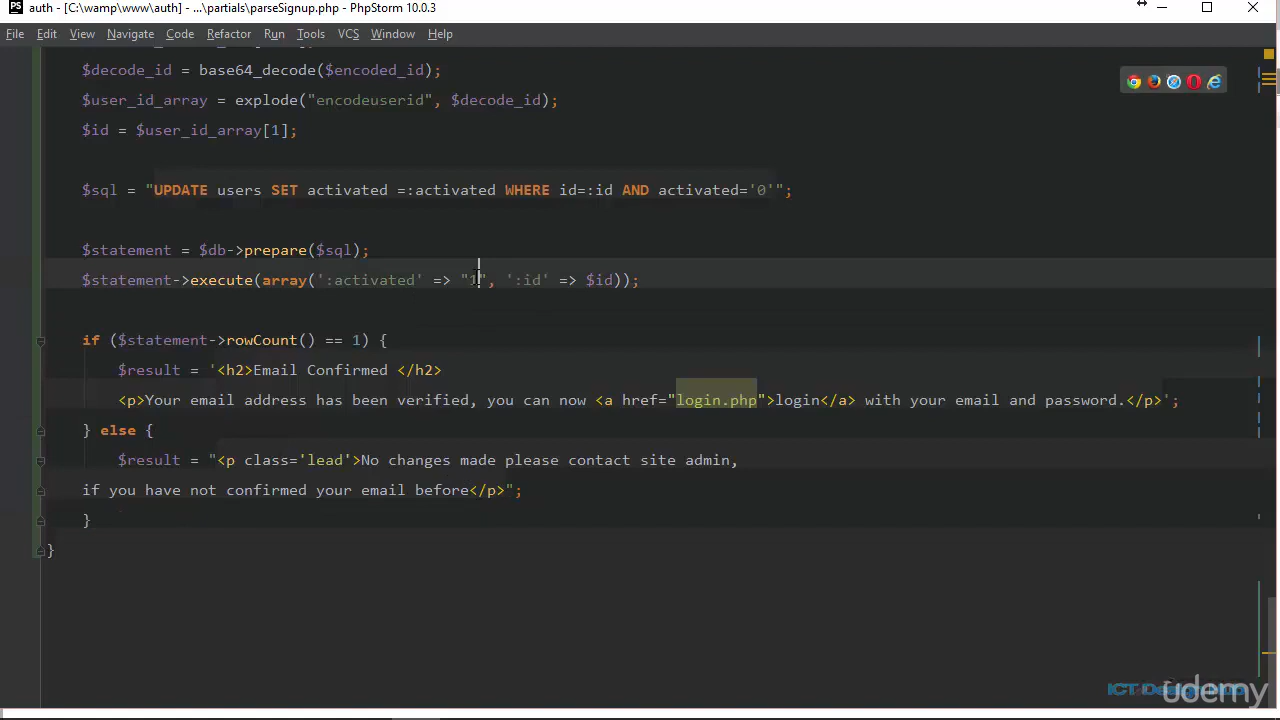 auth - [C:\wamp\www\auth] - ...\partials\parseSignup.php - PhpStorm 10.0.3
File Edit View Navigate Code Refactor Run Tools VCS Window Help
$decode_id = base64_decode($encoded_id);
$user_id_array = explode("encodeuserid", $decode_id);
$id = $user_id_array[1];
$sql = "UPDATE users SET activated =:activated WHERE id=:id AND activated='0'";
$statement = $db->prepare($sql);
$statement->execute(array(':activated' => "1", ':id' => $id));
if ($statement->rowCount() == 1) {
$result = '<h2>Email Confirmed </h2>
<p>Your email address has been verified, you can now <a href="login.php">login</a> with your email and password.</p>';
} else {
$result = "<p class='lead'>No changes made please contact site admin,
if you have not confirmed your email before</p>";
}
}
ICT Design Hub
udemy